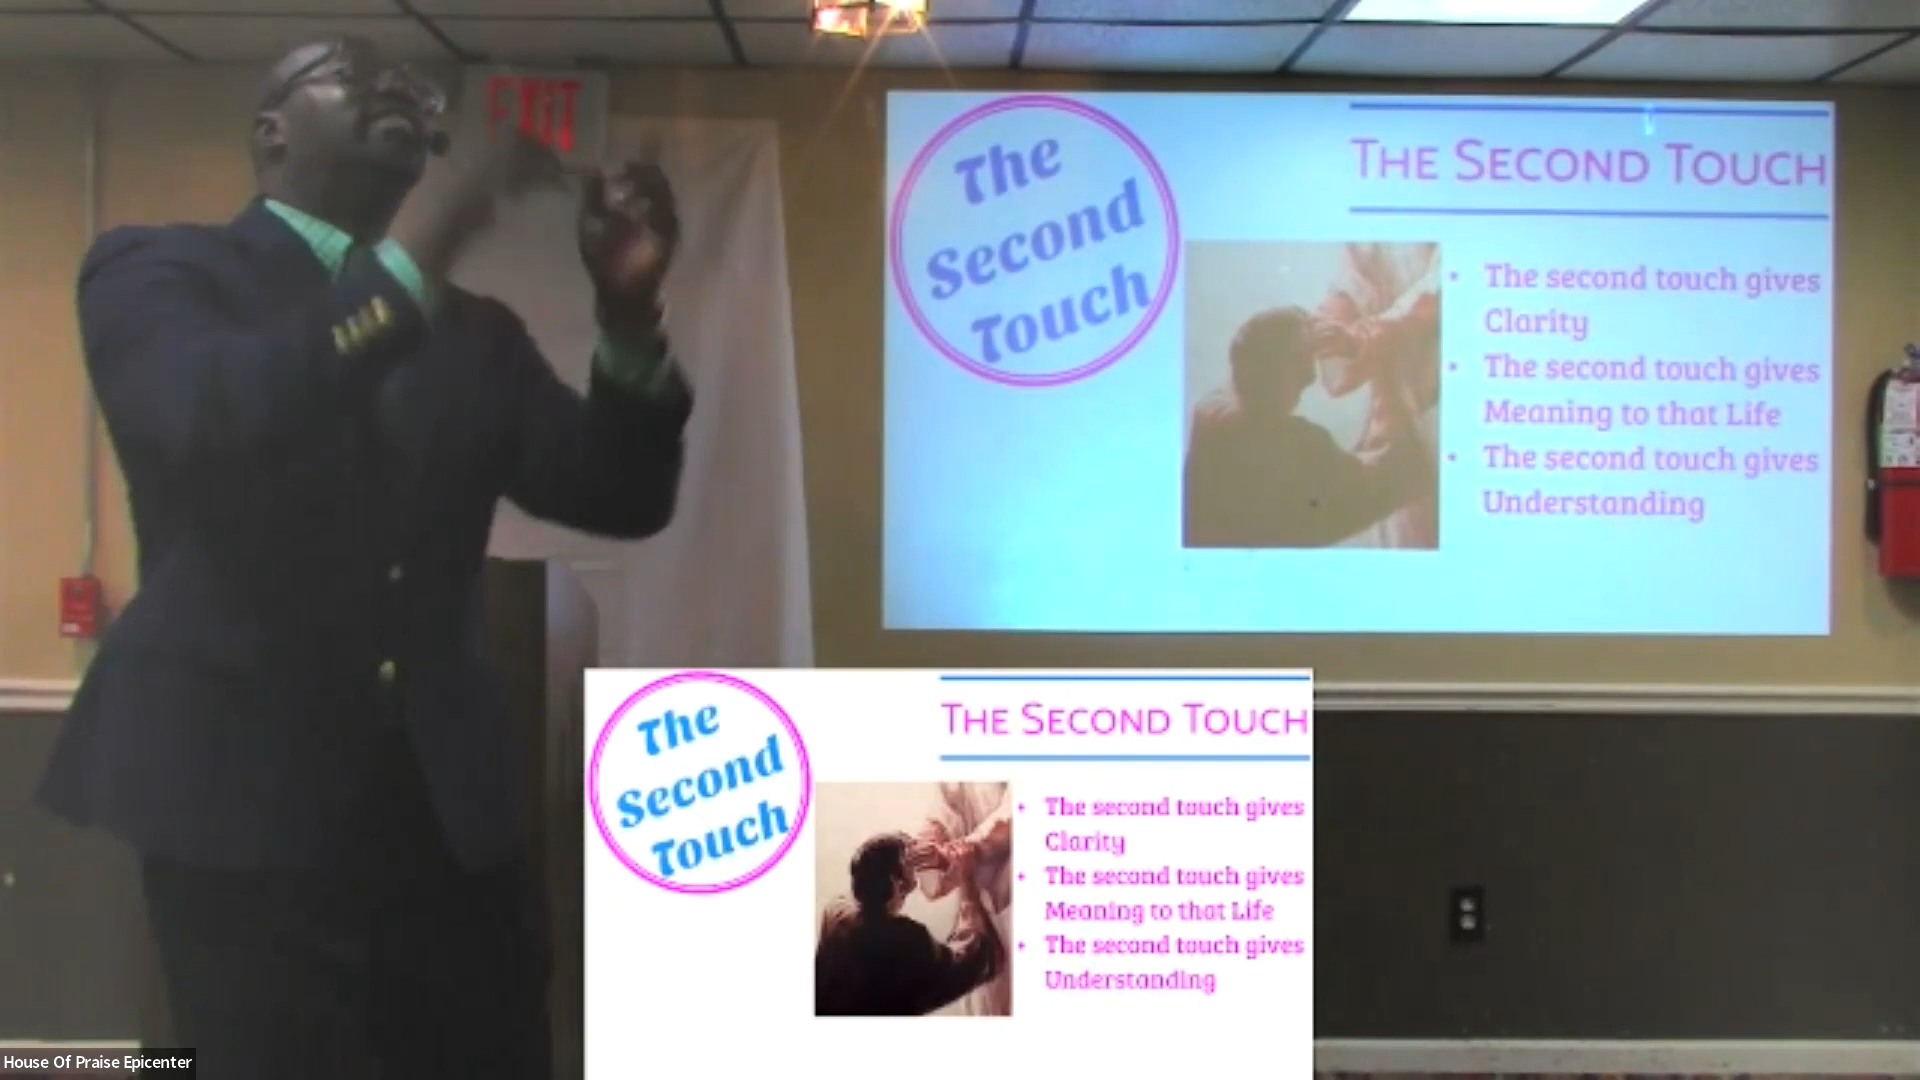 EXIT
The
Second
Touch
The Second Touch
• The second touch gives
Clarity
• The second touch gives
Meaning to that Life
• The second touch gives
Understanding
The
Second
Touch
The Second Touch
• The second touch gives
Clarity
• The second touch gives
Meaning to that Life
• The second touch gives
Understanding
House Of Praise Epicenter